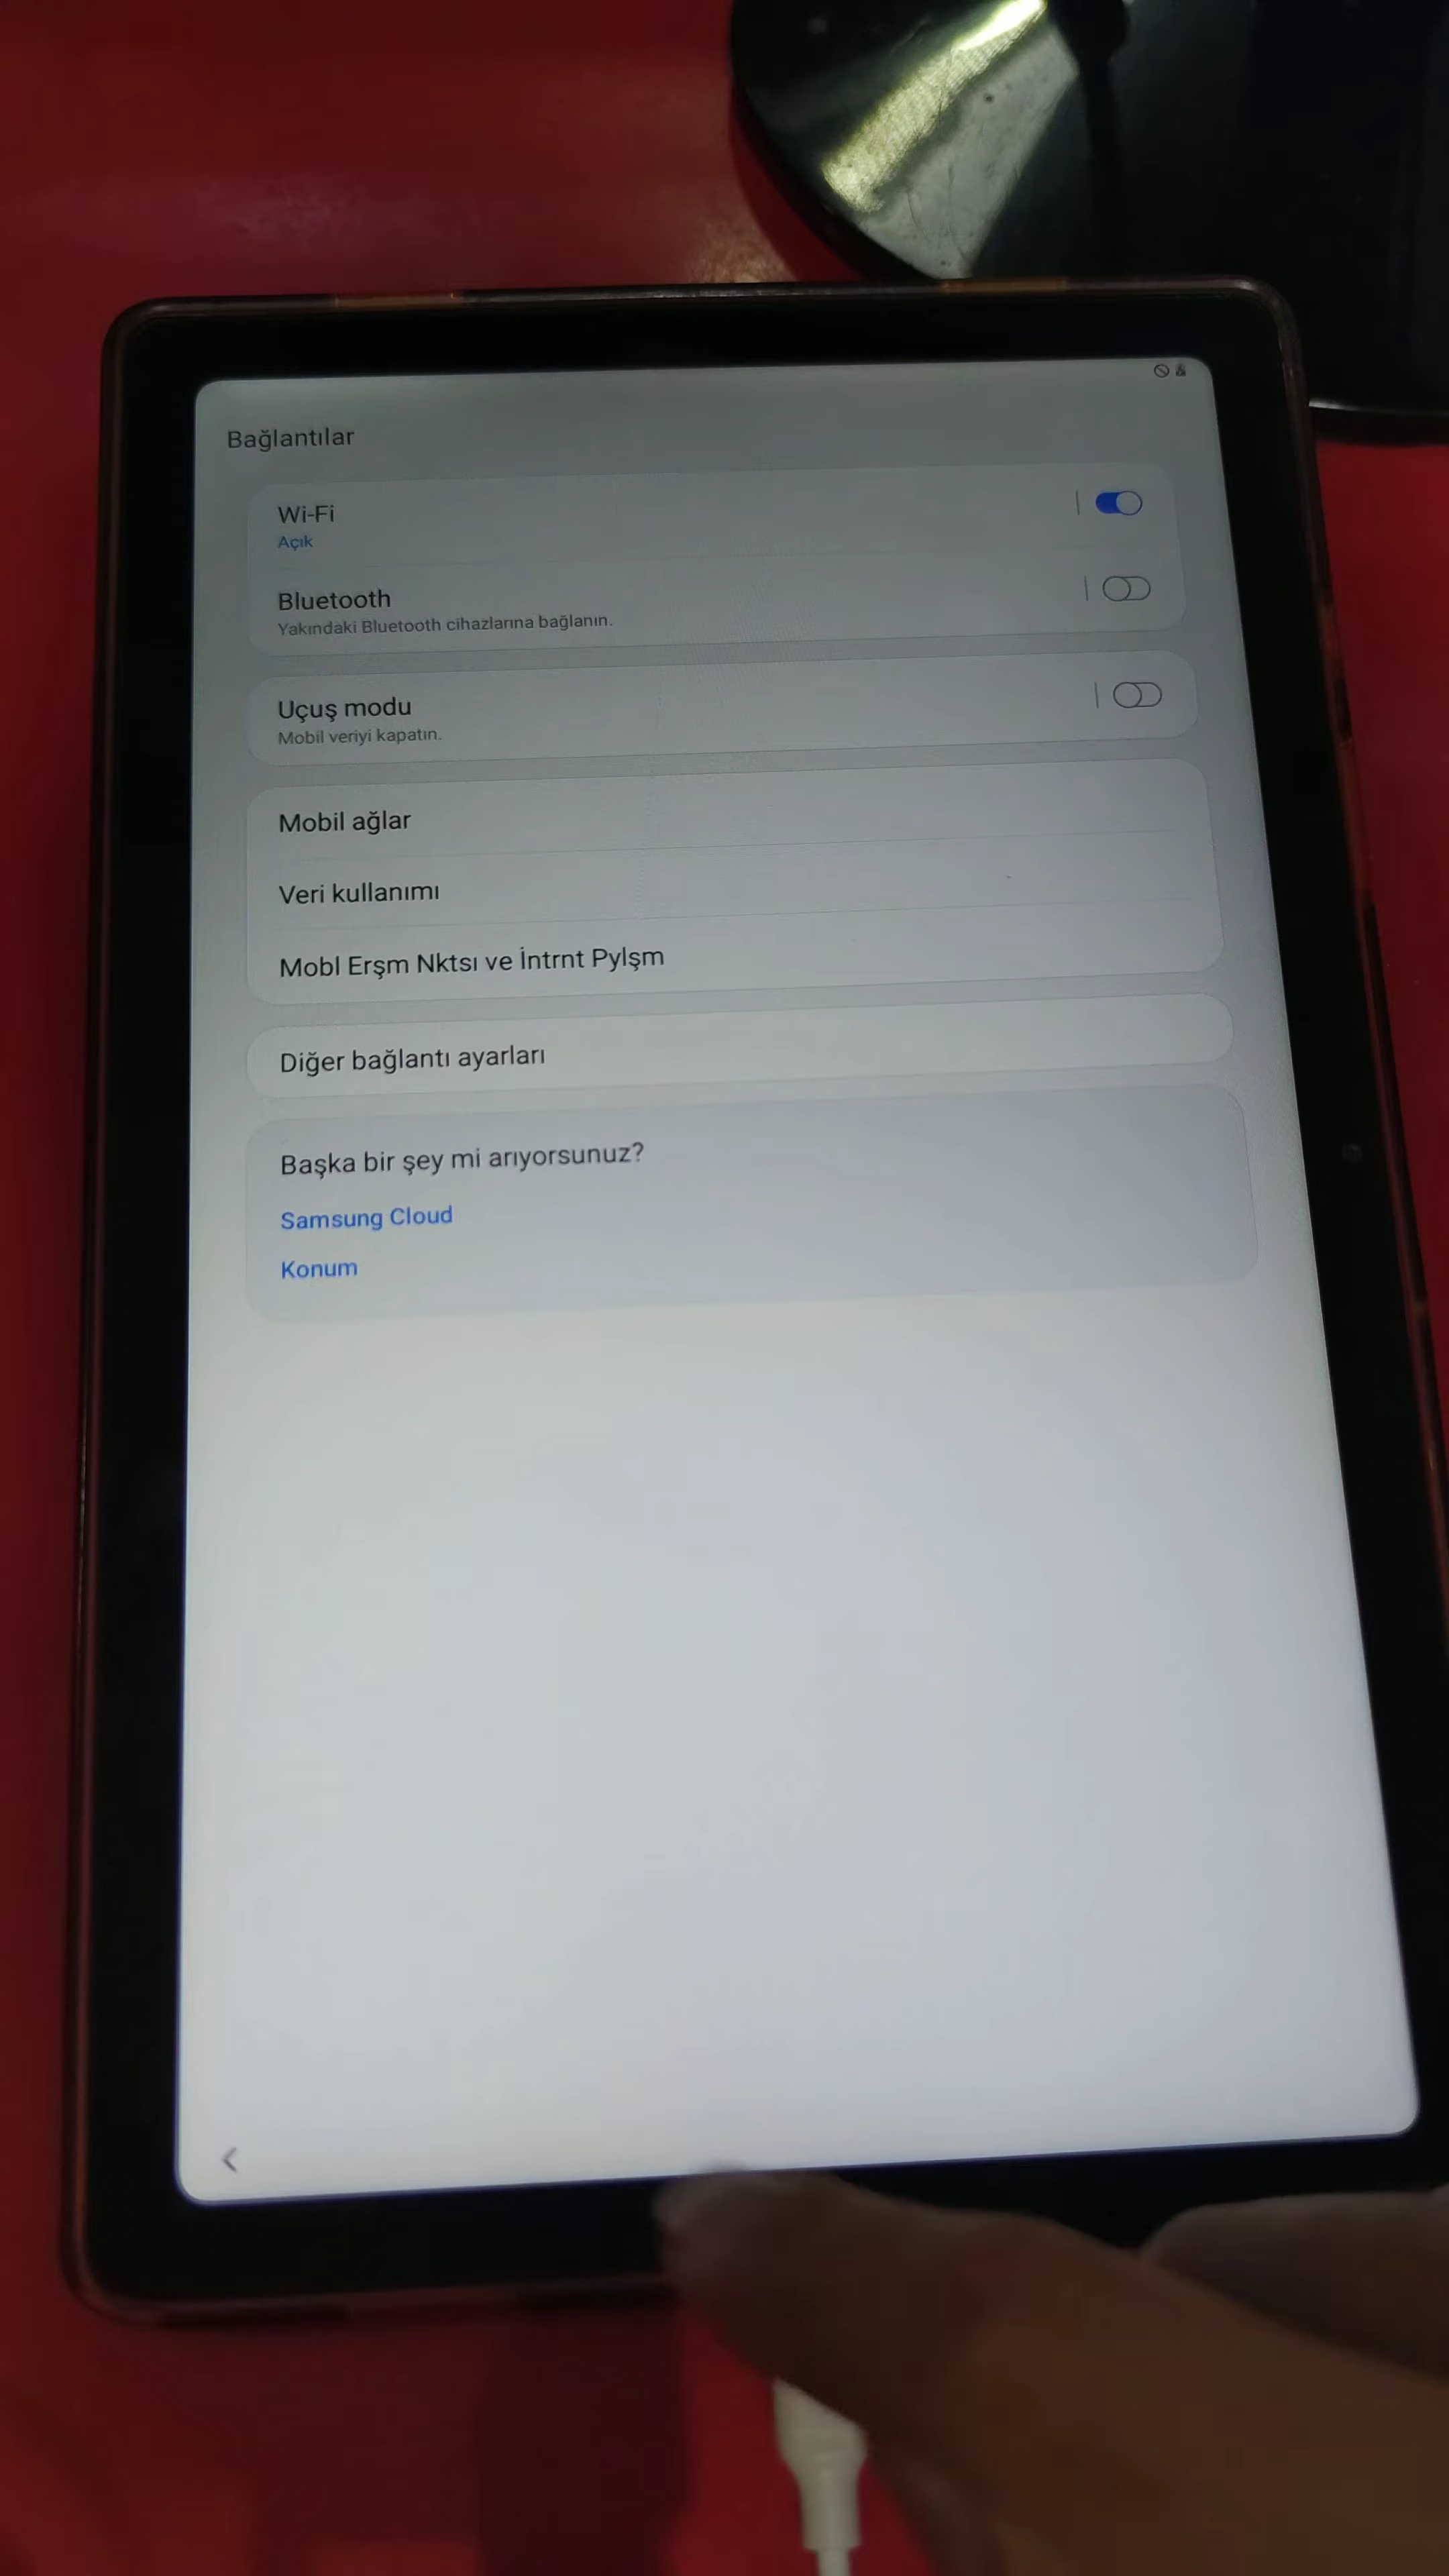 Bağlantılar
Wi-Fi
Açık
Bluetooth
Yakındaki Bluetooth cihazlarına bağlanın.
Uçuş modu
Mobil veriyi kapatın.
Mobil ağlar
Veri kullanımı
Mobl Erşm Nktsı ve İntrnt Pylşm
Diğer bağlantı ayarları
Başka bir şey mi arıyorsunuz?
Samsung Cloud
Konum